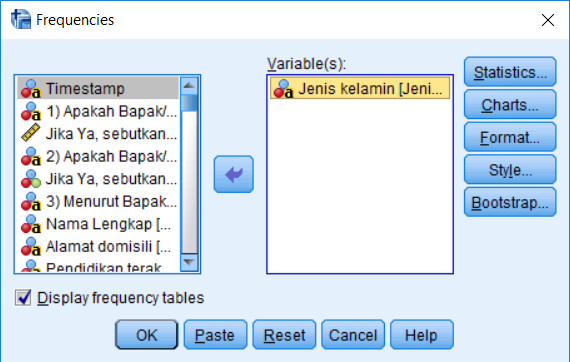 Frequencies
Variable(s):
Timestamp
1) Apakah Bapak/...
Jika Ya, sebutkan...
2) Apakah Bapak/...
Jika Ya, sebutkan...
3) Menurut Bapak...
Nama Lengkap [...
Alamat domisili [...
Pendidikan terak...
Jenis kelamin [Jeni...
Statistics...
Charts...
Format...
Style...
Bootstrap...
Display frequency tables
OK Paste Reset Cancel Help